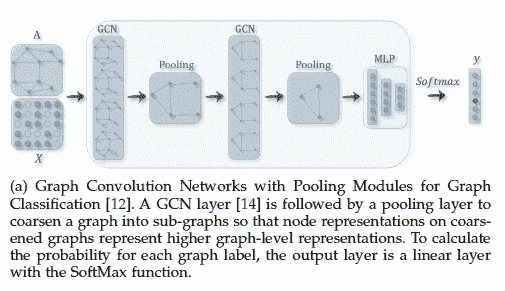 A
GCN
GCN
Pooling
Pooling
MLP
y
Softmax
X
(a) Graph Convolution Networks with Pooling Modules for Graph
Classification [12]. A GCN layer [14] is followed by a pooling layer to
coarsen a graph into sub-graphs so that node representations on coars-
ened graphs represent higher graph-level representations. To calculate
the probability for each graph label, the output layer is a linear layer
with the SoftMax function.